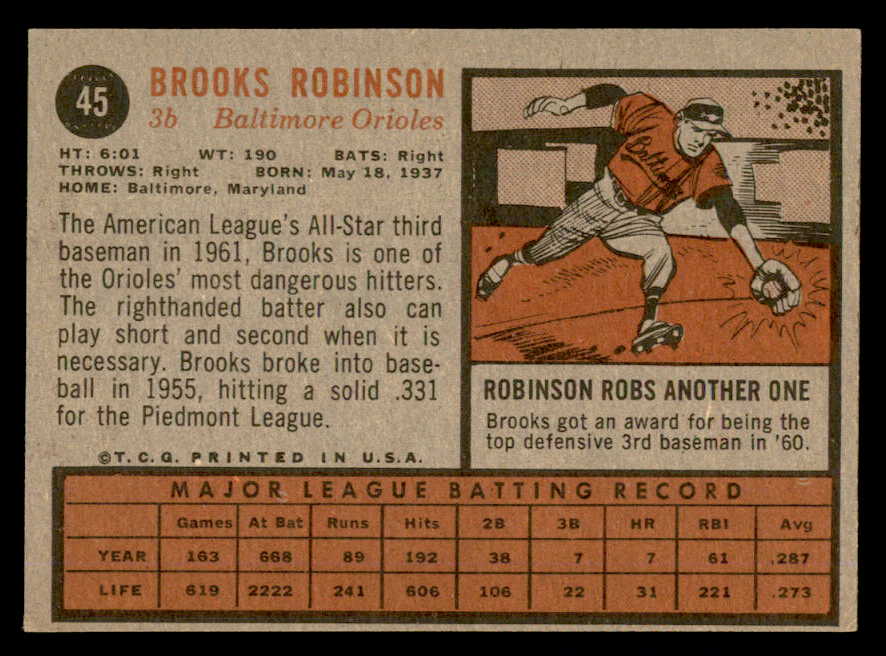 45
BROOKS ROBINSON
3b Baltimore Orioles
HT: 6:01 WT: 190 BATS: Right
THROWS: Right BORN: May 18, 1937
HOME: Baltimore, Maryland
The American League's All-Star third
baseman in 1961, Brooks is one of
the Orioles' most dangerous hitters.
The righthanded batter also can
play short and second when it is
necessary. Brooks broke into base-
ball in 1955, hitting a solid .331
for the Piedmont League.
©T.C.G. PRINTED IN U.S.A.
Baltimore
ROBINSON ROBS ANOTHER ONE
Brooks got an award for being the
top defensive 3rd baseman in '60.
MAJOR LEAGUE BATTING RECORD
Games At Bat Runs Hits 2B 3B HR RBI Avg
YEAR 163 668 89 192 38 7 7 61 .287
LIFE 619 2222 241 606 106 22 31 221 .273